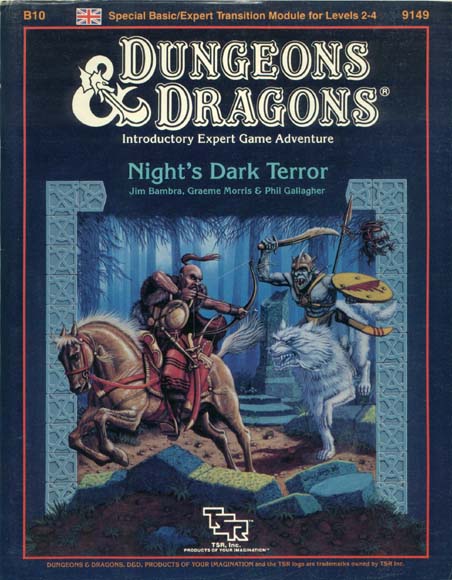 B10 Special Basic/Expert Transition Module for Levels 2-4 9149
DUNGEONS
& DRAGONS®
Introductory Expert Game Adventure
Night's Dark Terror
Jim Bambra, Graeme Morris & Phil Gallagher
TSR™
TSR, Inc.
PRODUCTS OF YOUR IMAGINATION™
DUNGEONS & DRAGONS, D&D, PRODUCTS OF YOUR IMAGINATION and the TSR logo are trademarks owned by TSR Inc.